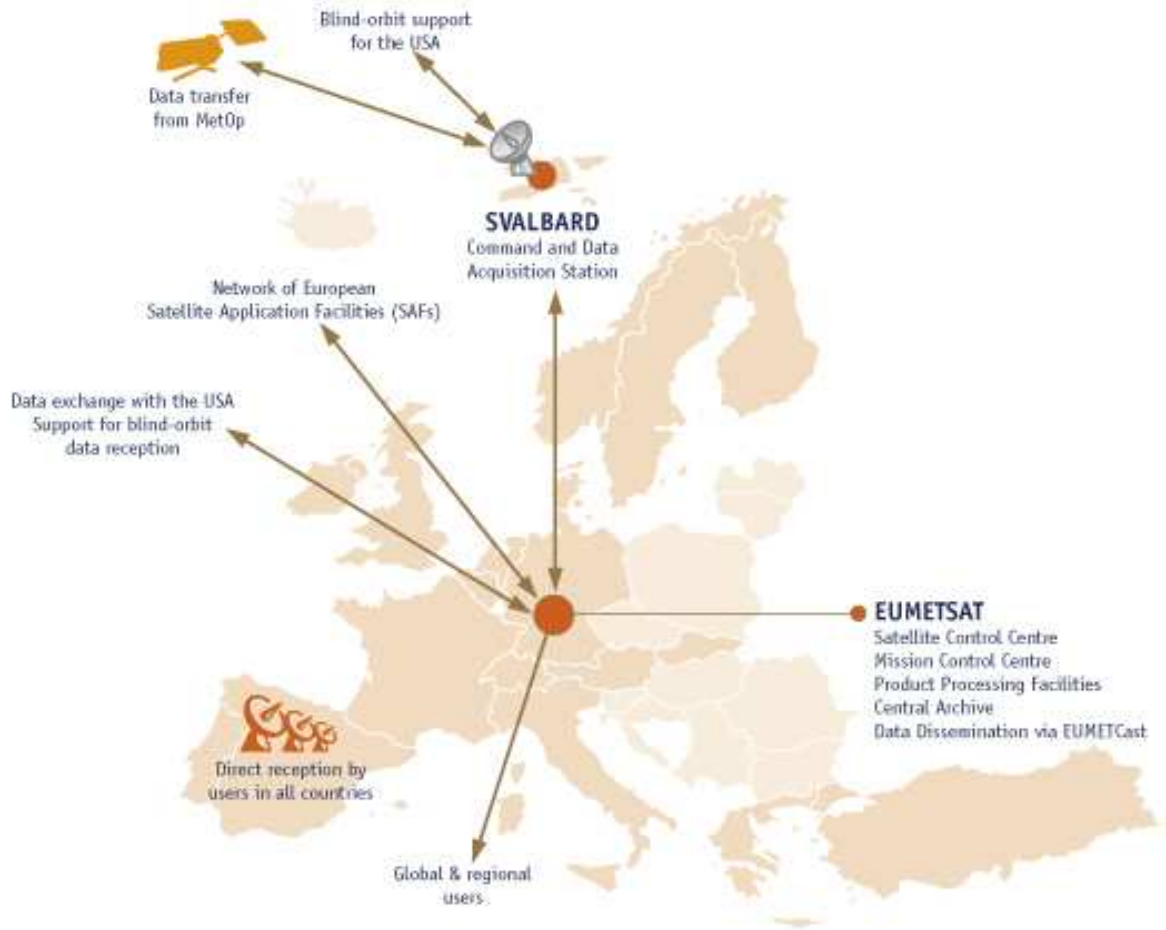 Blind-orbit support
for the USA
Data transfer
from MetOp
SVALBARD
Command and Data
Acquisition Station
Network of European
Satellite Application Facilities (SAFs)
Data exchange with the USA
Support for blind-orbit
data reception
EUMETSAT
Satellite Control Centre
Mission Control Centre
Product Processing Facilities
Central Archive
Data Dissemination via EUMETCast
Direct reception by
users in all countries
Global & regional
users